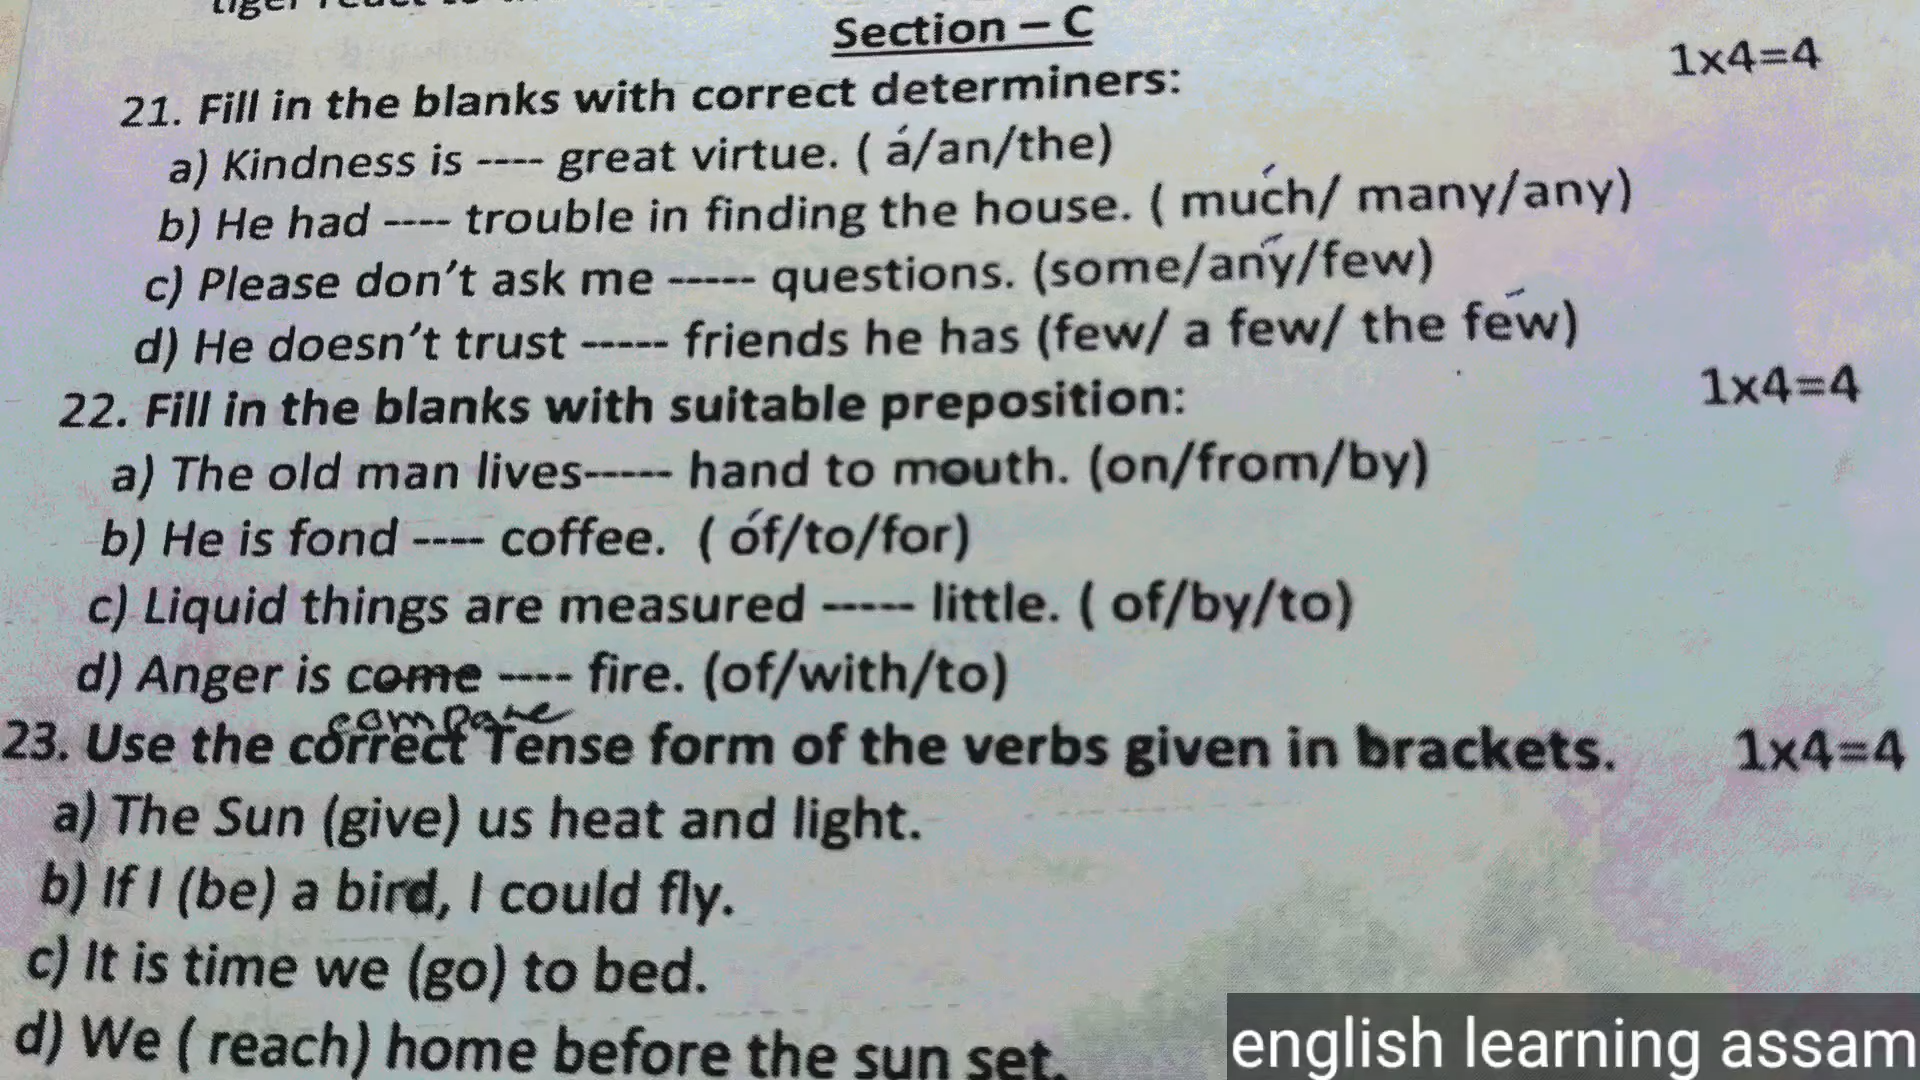 Section – C
21. Fill in the blanks with correct determiners: 1x4=4
a) Kindness is ---- great virtue. ( a/an/the)
b) He had ---- trouble in finding the house. ( much/ many/any)
c) Please don't ask me ----- questions. (some/any/few)
d) He doesn't trust ----- friends he has (few/ a few/ the few)
22. Fill in the blanks with suitable preposition: 1x4=4
a) The old man lives----- hand to mouth. (on/from/by)
b) He is fond ---- coffee. ( of/to/for)
c) Liquid things are measured ----- little. ( of/by/to)
d) Anger is come ---- fire. (of/with/to)
compare
23. Use the correct Tense form of the verbs given in brackets. 1x4=4
a) The Sun (give) us heat and light.
b) If I (be) a bird, I could fly.
c) It is time we (go) to bed.
d) We ( reach) home before the sun set.
english learning assam